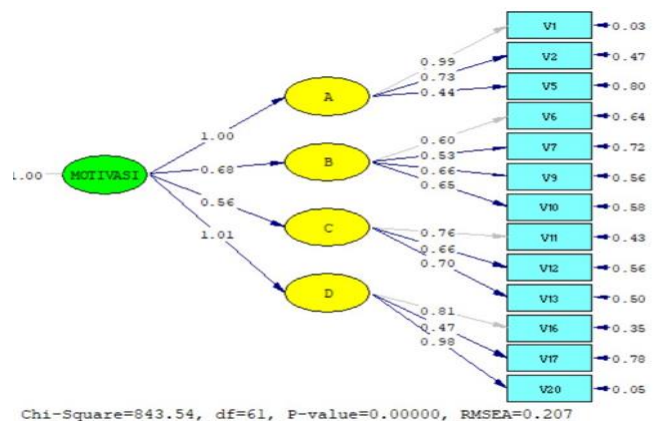 V1 0.03
0.99
V2 0.47
0.73
A
0.44
V5 0.80
V6 0.64
1.00
0.60
V7 0.72
0.53
B
0.66
V9 0.56
1.00 MOTIVASI 0.68
0.65
V10 0.58
0.56
0.76
V11 0.43
C
0.66
V12 0.56
1.01
0.70
V13 0.50
D
0.81
V16 0.35
0.47
V17 0.78
0.98
V20 0.05
Chi-Square=843.54, df=61, P-value=0.00000, RMSEA=0.207